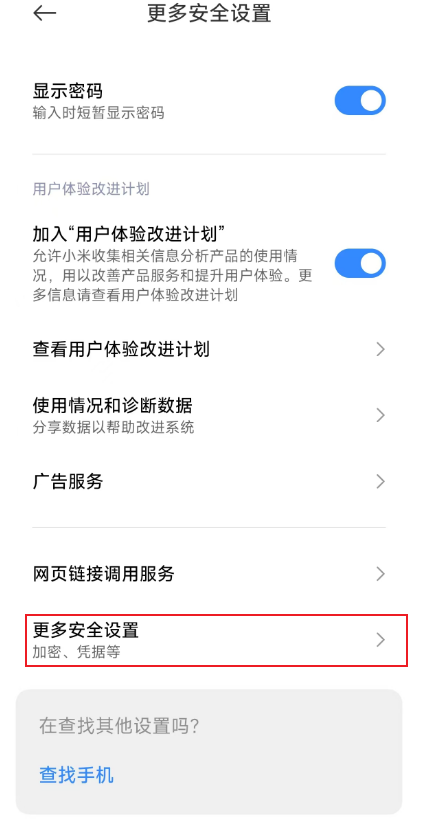 更多安全设置
显示密码
输入时短暂显示密码
用户体验改进计划
加入“用户体验改进计划”
允许小米收集相关信息分析产品的使用情
况，用以改善产品服务和提升用户体验。更
多信息请查看用户体验改进计划
查看用户体验改进计划
使用情况和诊断数据
分享数据以帮助改进系统
广告服务
网页链接调用服务
更多安全设置
加密、凭据等
在查找其他设置吗？
查找手机